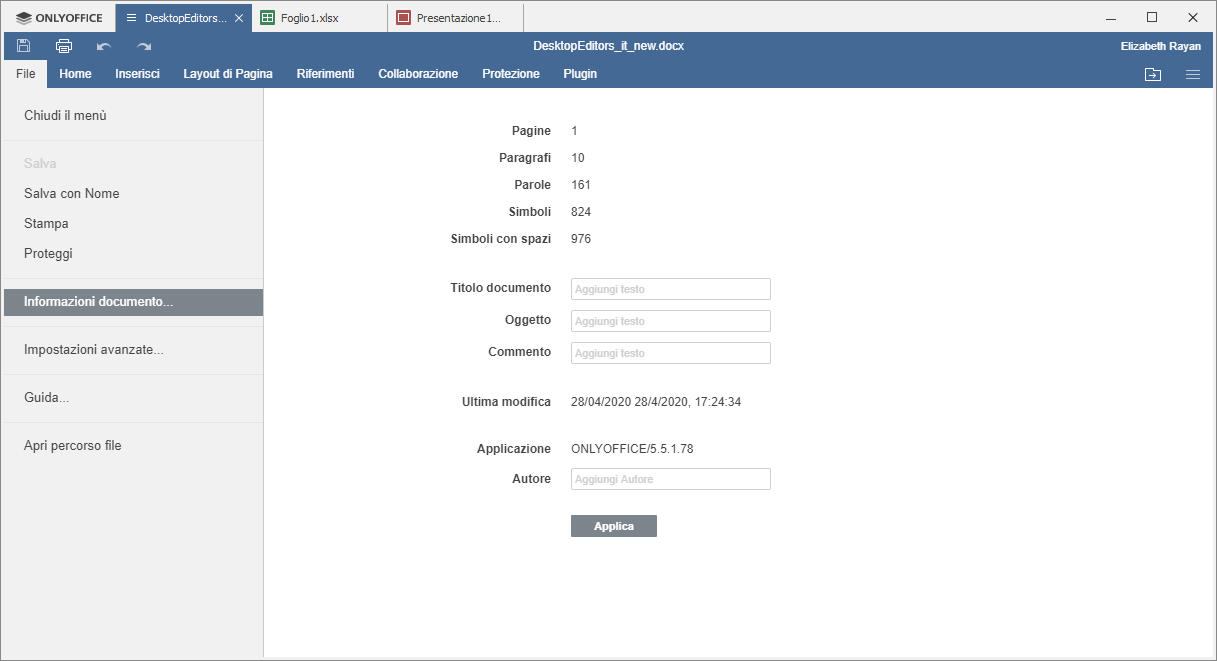 ONLYOFFICE
DesktopEditors...
Foglio1.xlsx
Presentazione1...
DesktopEditors_it_new.docx
Elizabeth Rayan
File
Home
Inserisci
Layout di Pagina
Riferimenti
Collaborazione
Protezione
Plugin
Chiudi il menù
Salva
Salva con Nome
Stampa
Proteggi
Informazioni documento...
Impostazioni avanzate...
Guida...
Apri percorso file
Pagine 1
Paragrafi 10
Parole 161
Simboli 824
Simboli con spazi 976
Titolo documento Aggiungi testo
Oggetto Aggiungi testo
Commento Aggiungi testo
Ultima modifica 28/04/2020 28/4/2020, 17:24:34
Applicazione ONLYOFFICE/5.5.1.78
Autore Aggiungi Autore
Applica